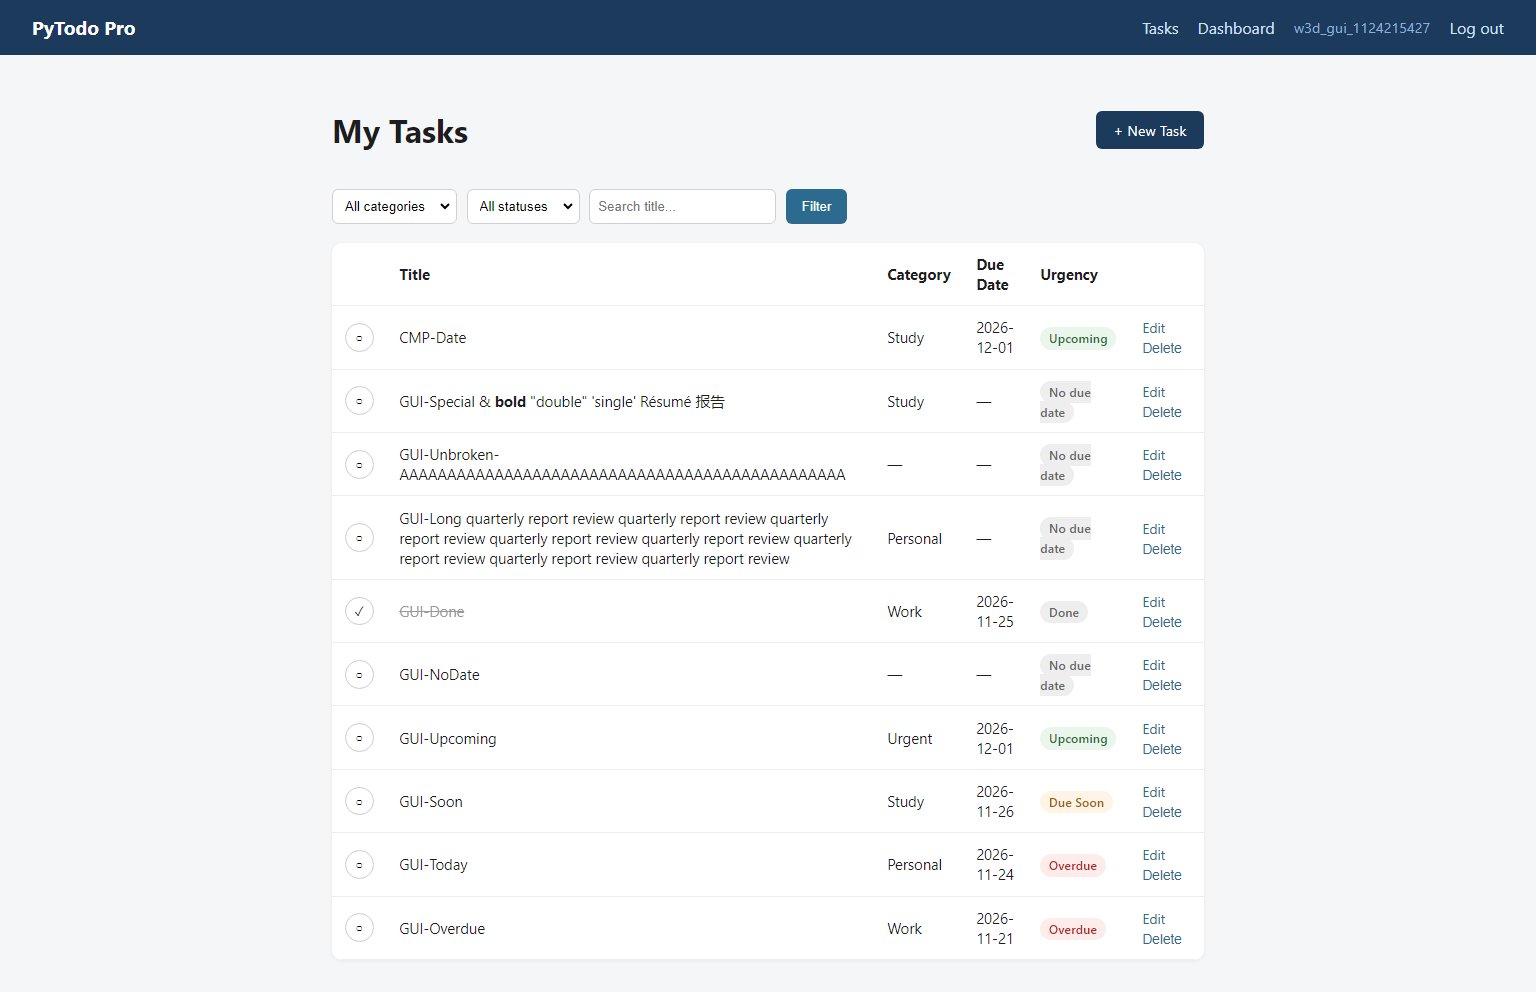 PyTodo Pro
Tasks Dashboard w3d_gui_1124215427 Log out
My Tasks
+ New Task
All categories All statuses Search title... Filter
Title Category Due Date Urgency
CMP-Date Study 2026-12-01 Upcoming Edit Delete
GUI-Special & bold "double" 'single' Résumé 报告 Study — No due date Edit Delete
GUI-Unbroken-
AAAAAAAAAAAAAAAAAAAAAAAAAAAAAAAAAAAAAAAAAAAAAAAA — — No due date Edit Delete
GUI-Long quarterly report review quarterly report review quarterly
report review quarterly report review quarterly report review quarterly
report review quarterly report review quarterly report review Personal — No due date Edit Delete
✓ GUI-Done Work 2026-11-25 Done Edit Delete
GUI-NoDate — — No due date Edit Delete
GUI-Upcoming Urgent 2026-12-01 Upcoming Edit Delete
GUI-Soon Study 2026-11-26 Due Soon Edit Delete
GUI-Today Personal 2026-11-24 Overdue Edit Delete
GUI-Overdue Work 2026-11-21 Overdue Edit Delete